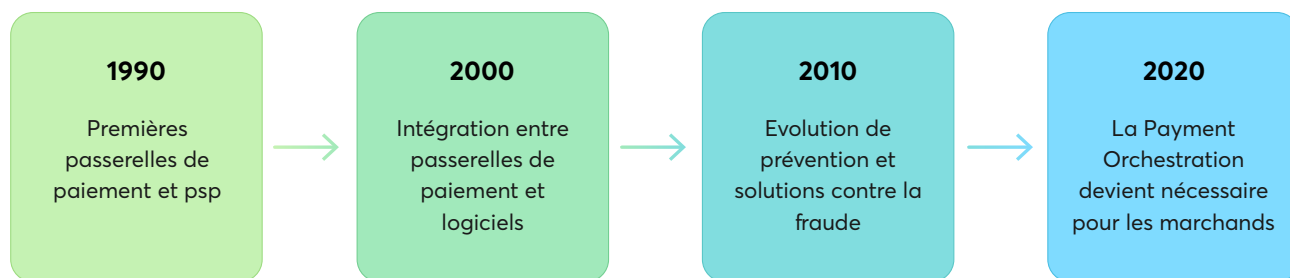 1990
Premières
passerelles de
paiement et psp
2000
Intégration entre
passerelles de
paiement et
logiciels
2010
Evolution de
prévention et
solutions contre la
fraude
2020
La Payment
Orchestration
devient nécessaire
pour les marchands